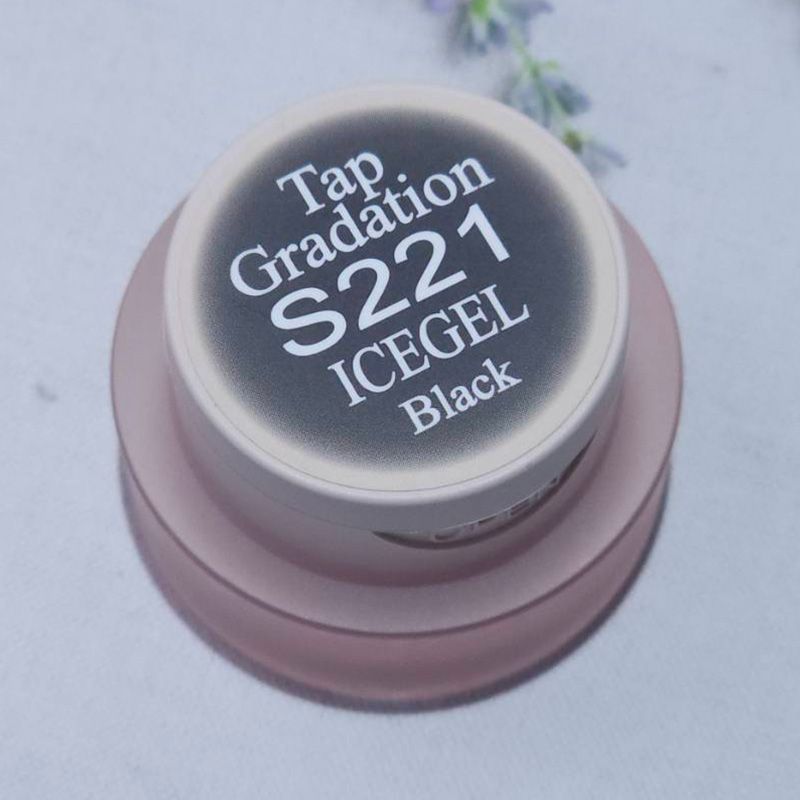 Tap
Gradation
S221
ICEGEL
Black